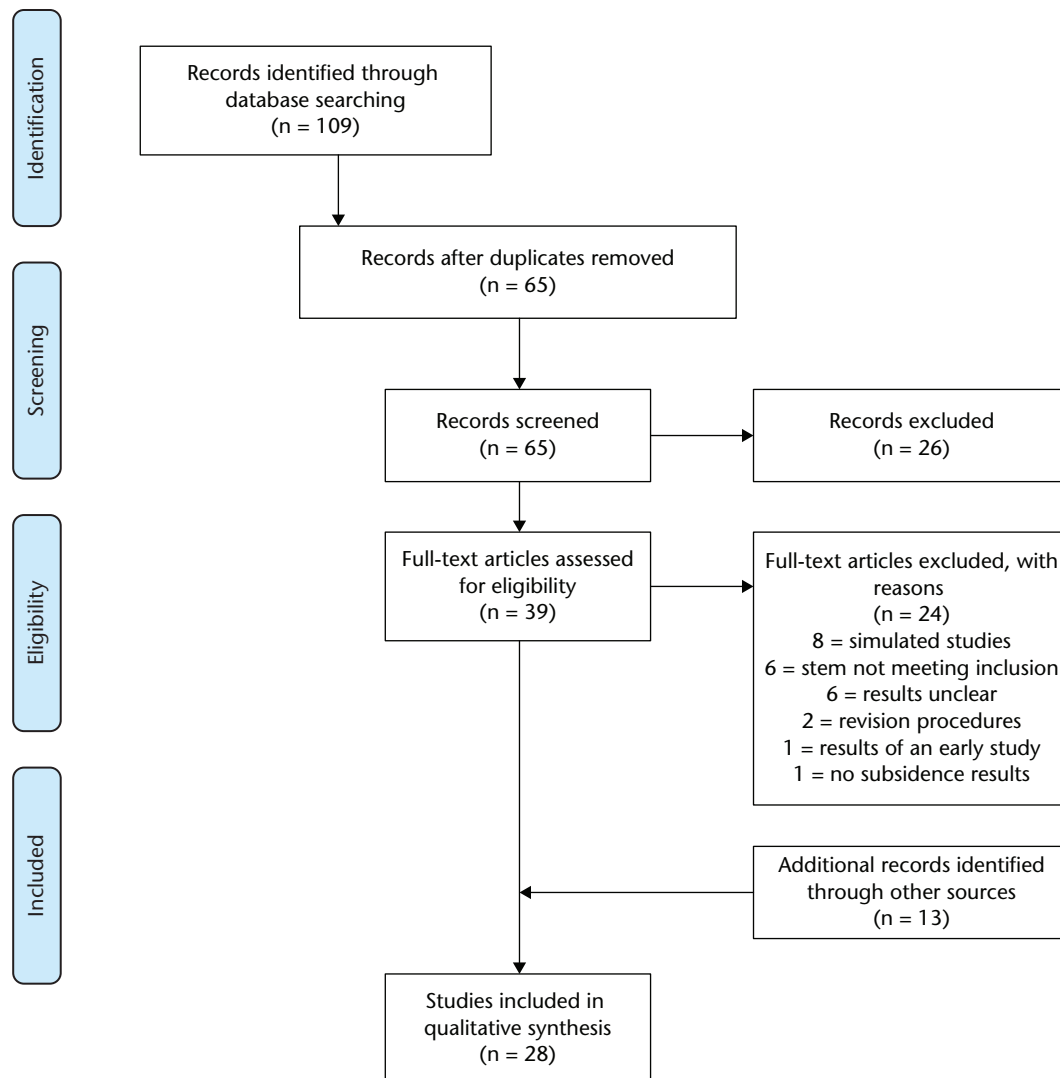 Identification
Records identified through
database searching
(n = 109)
Records after duplicates removed
(n = 65)
Screening
Records screened
(n = 65)
Records excluded
(n = 26)
Eligibility
Full-text articles assessed
for eligibility
(n = 39)
Full-text articles excluded, with
reasons
(n = 24)
8 = simulated studies
6 = stem not meeting inclusion
6 = results unclear
2 = revision procedures
1 = results of an early study
1 = no subsidence results
Included
Additional records identified
through other sources
(n = 13)
Studies included in
qualitative synthesis
(n = 28)